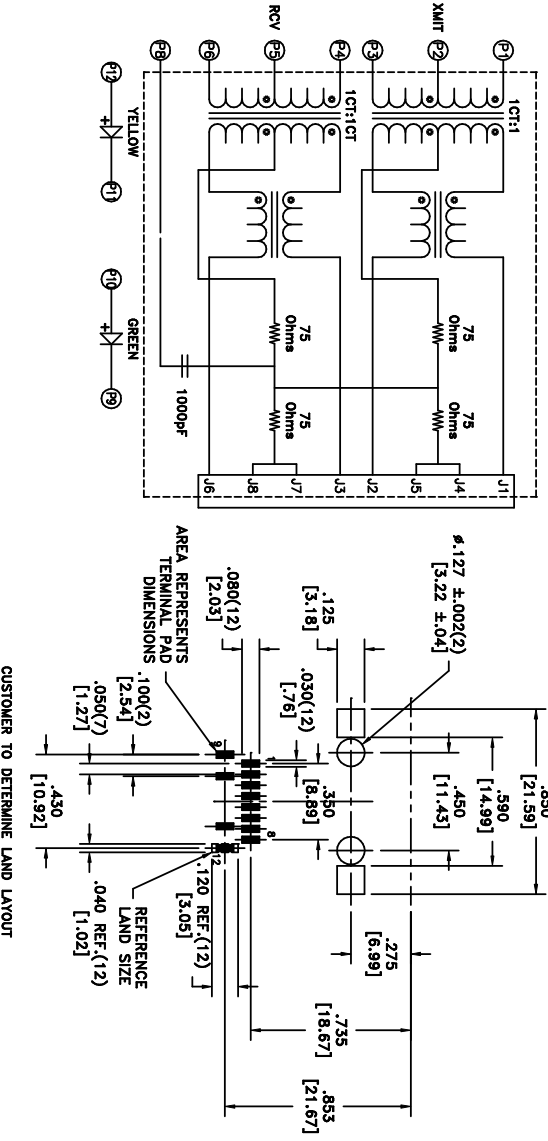 XMIT
RCV
P1
P2
P3
P4
P5
P6
P8
1CT:1
1CT:1CT
75
Ohms
75
Ohms
75
Ohms
75
Ohms
1000pF
J1
J4
J5
J2
J3
J7
J8
J6
P12
+
YELLOW
P11
P10
+
GREEN
P9
.850
[21.59]
.590
[14.99]
.450
[11.43]
ø.127 ±.002(2)
[3.22 ±.04]
.125
[3.18]
.275
[6.99]
.735
[18.67]
.853
[21.67]
.030(12)
[.76]
.350
[8.89]
1
8
9
12
.080(12)
[2.03]
AREA REPRESENTS
TERMINAL PAD
DIMENSIONS
.100(2)
[2.54]
.050(7)
[1.27]
.430
[10.92]
.120 REF.(12)
[3.05]
REFERENCE
LAND SIZE
.040 REF.(12)
[1.02]
CUSTOMER TO DETERMINE LAND LAYOUT